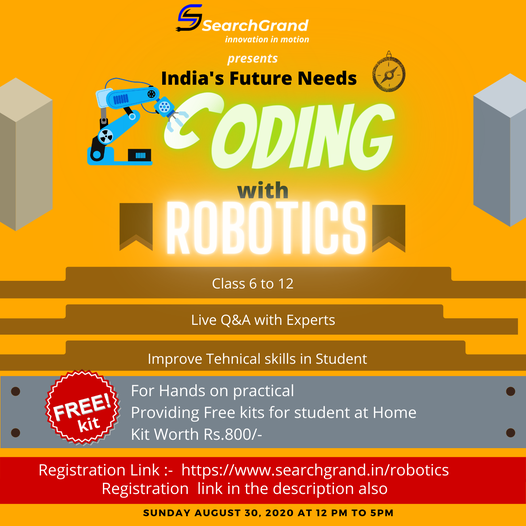 SearchGrand
innovation in motion
presents
India's Future Needs
CODING
with
ROBOTICS
Class 6 to 12
Live Q&A with Experts
Improve Tehnical skills in Student
FREE!
kit
For Hands on practical
Providing Free kits for student at Home
Kit Worth Rs.800/-
Registration Link :- https://www.searchgrand.in/robotics
Registration link in the description also
SUNDAY AUGUST 30, 2020 AT 12 PM TO 5PM